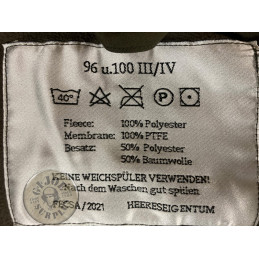 96 u.100 III/IV
40°
P
Fleece: 100% Polyester
Membrane: 100% PTFE
Besatz: 50% Polyester
50% Baumwolle
KEINE WEICHSPÜLER VERWENDEN!
Nach dem Waschen gut spülen
FECSA / 2021 HEERESEIGENTUM